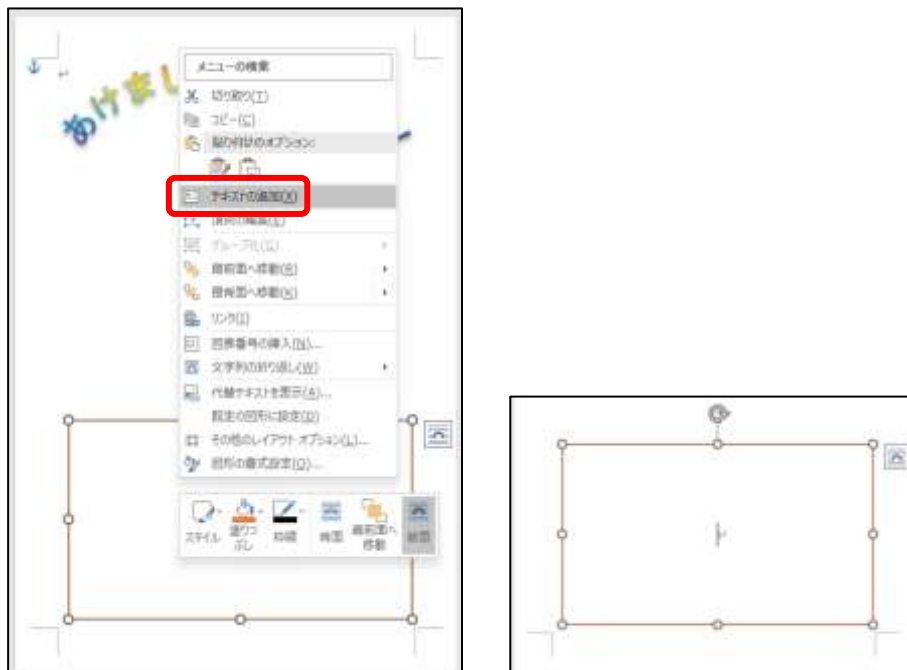 あけまし
メニューの検索
切り取り(T)
コピー(C)
貼り付けのオプション:
テキストの追加(X)
頂点の編集(E)
グループ化(G)
最前面へ移動(R)
最背面へ移動(K)
リンク(I)
図表番号の挿入(N)...
文字列の折り返し(W)
代替テキストを表示(A)...
既定の図形に設定(D)
その他のレイアウト オプション(L)...
図形の書式設定(O)...
スタイル
塗りつ
ぶし
枠線
前面
最前面へ
移動